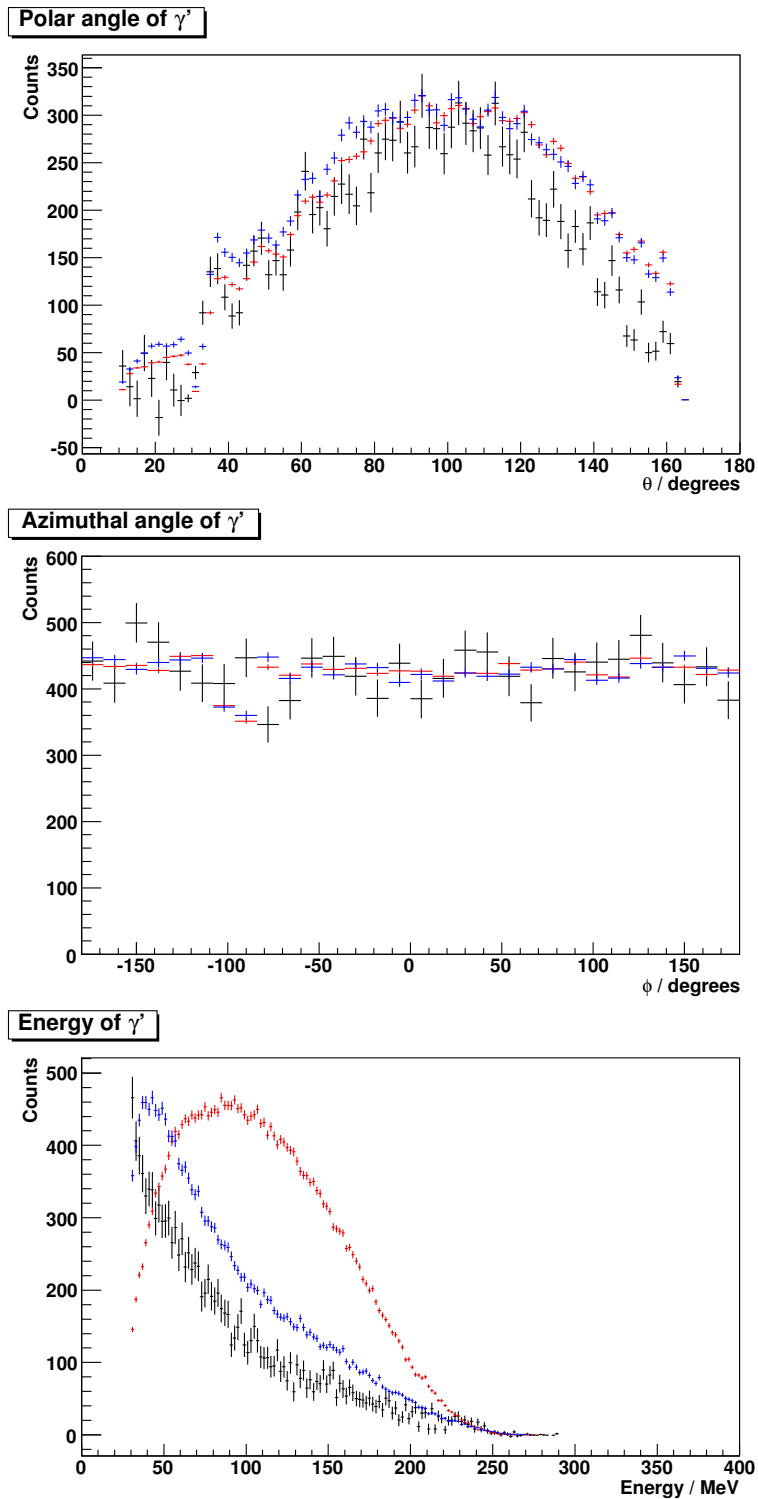 Polar angle of γ'
Counts
350
300
250
200
150
100
50
0
-50
0 20 40 60 80 100 120 140 160 180
θ / degrees
Azimuthal angle of γ'
Counts
600
500
400
300
200
100
0
-150 -100 -50 0 50 100 150
ϕ / degrees
Energy of γ'
Counts
500
400
300
200
100
0
0 50 100 150 200 250 300 350 400
Energy / MeV